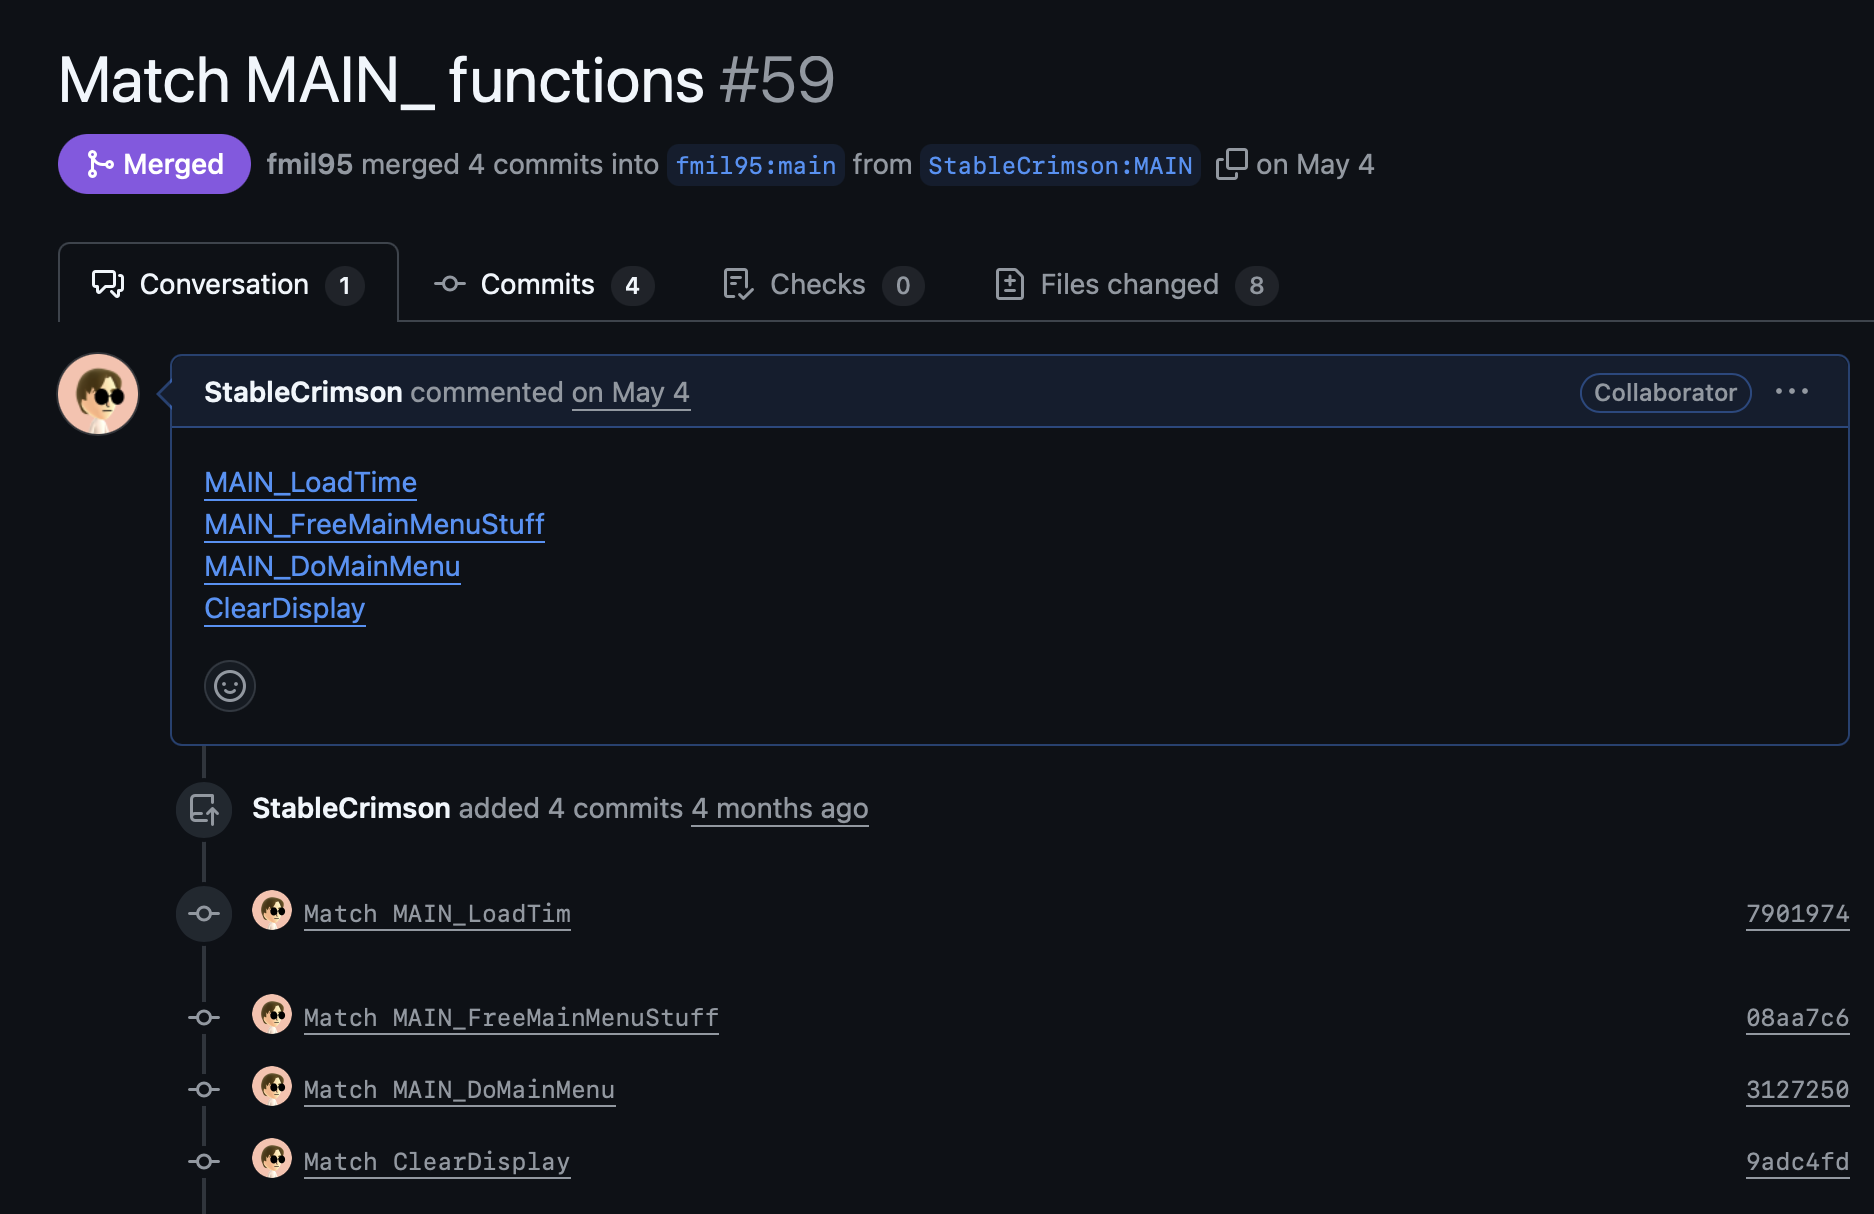 Match MAIN_ functions #59
Merged fmil95 merged 4 commits into fmil95:main from StableCrimson:MAIN on May 4
Conversation 1 Commits 4 Checks 0 Files changed 8
StableCrimson commented on May 4 Collaborator
MAIN_LoadTime
MAIN_FreeMainMenuStuff
MAIN_DoMainMenu
ClearDisplay
StableCrimson added 4 commits 4 months ago
Match MAIN_LoadTim 7901974
Match MAIN_FreeMainMenuStuff 08aa7c6
Match MAIN_DoMainMenu 3127250
Match ClearDisplay 9adc4fd